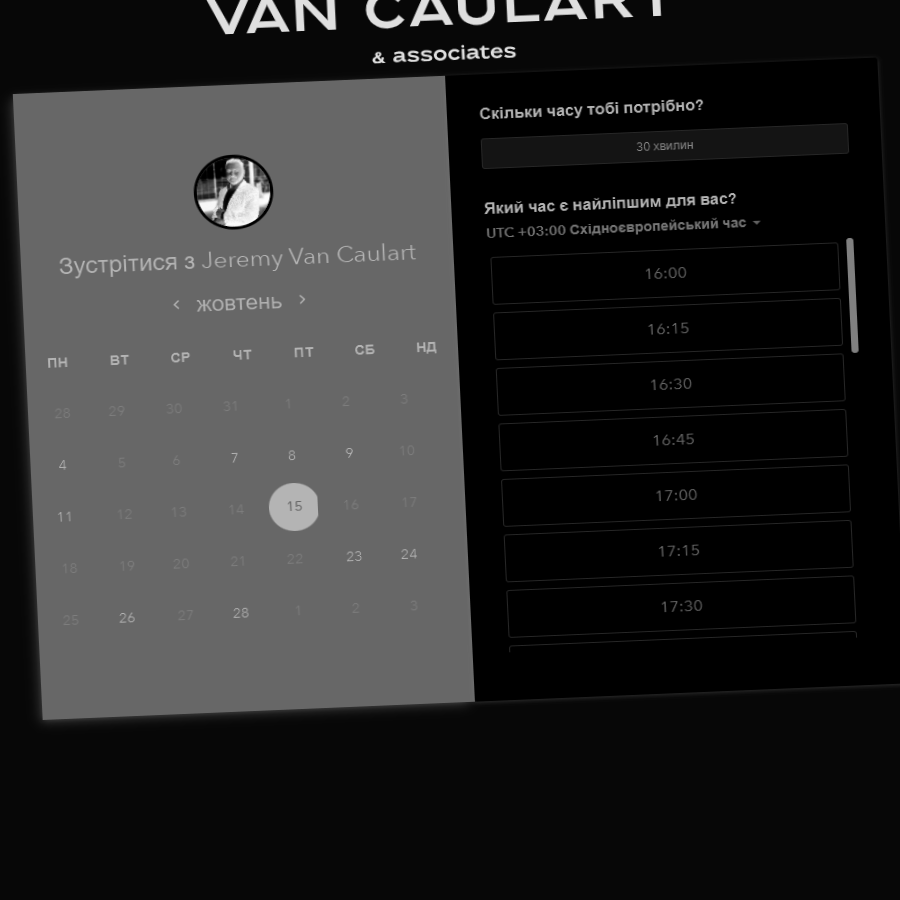 VAN CAULART
& associates
Зустрітися з Jeremy Van Caulart
‹ жовтень ›
ПН ВТ СР ЧТ ПТ СБ НД
28 29 30 31 1 2 3
4 5 6 7 8 9 10
11 12 13 14 15 16 17
18 19 20 21 22 23 24
25 26 27 28 1 2 3
Скільки часу тобі потрібно?
30 хвилин
Який час є найліпшим для вас?
UTC +03:00 Східноєвропейський час
16:00
16:15
16:30
16:45
17:00
17:15
17:30